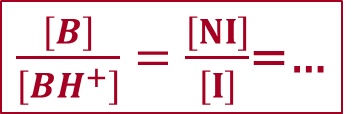 [B]/[BH⁺] = [NI]/[I] = ...